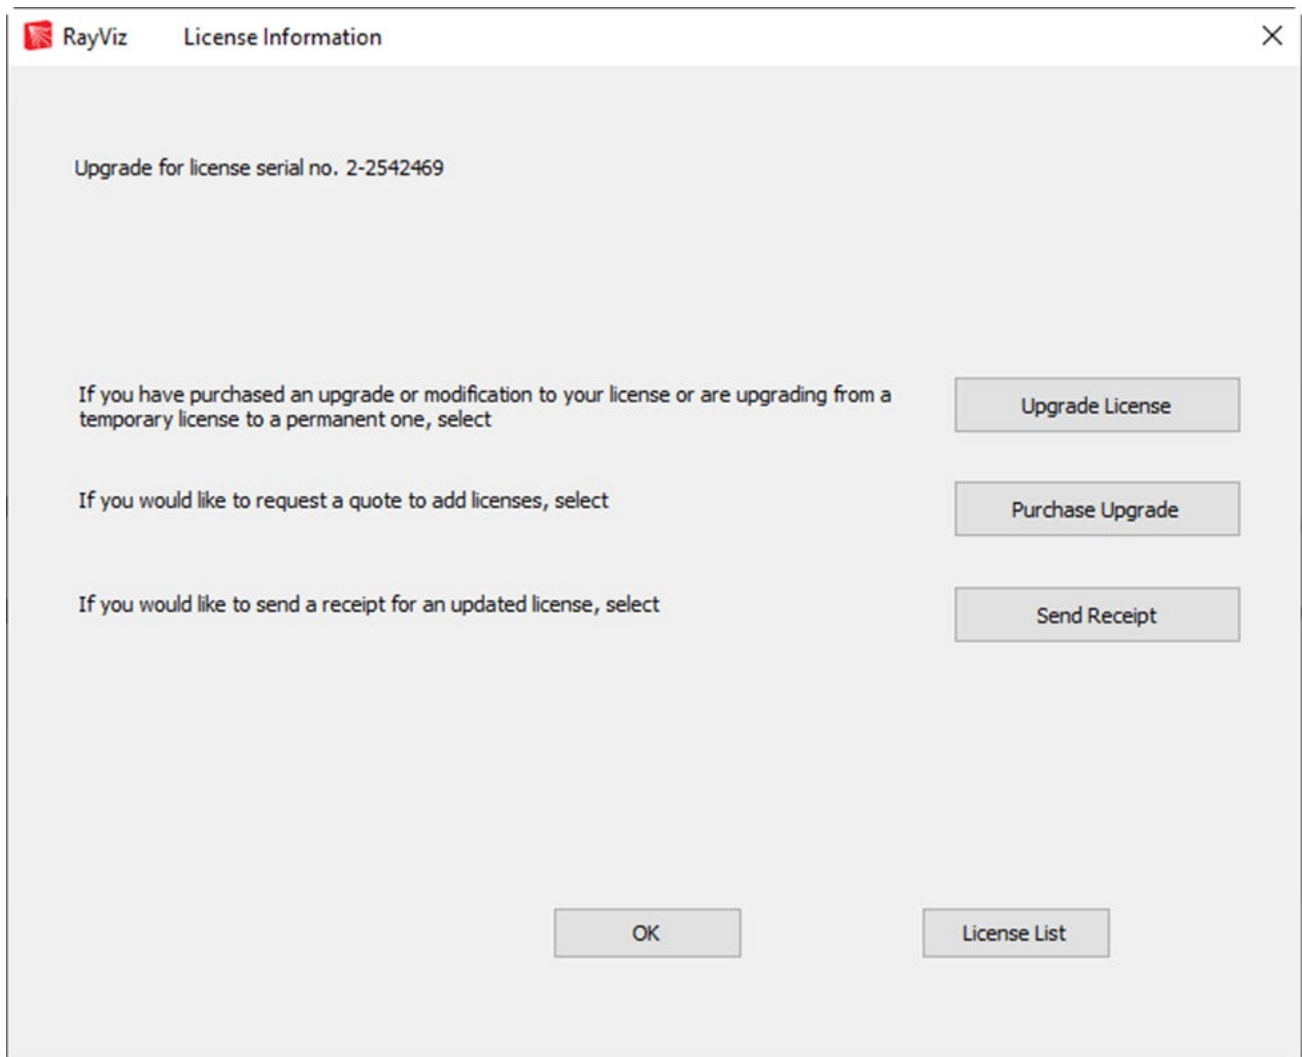 RayViz License Information
Upgrade for license serial no. 2-2542469
If you have purchased an upgrade or modification to your license or are upgrading from a
temporary license to a permanent one, select
Upgrade License
If you would like to request a quote to add licenses, select
Purchase Upgrade
If you would like to send a receipt for an updated license, select
Send Receipt
OK
License List